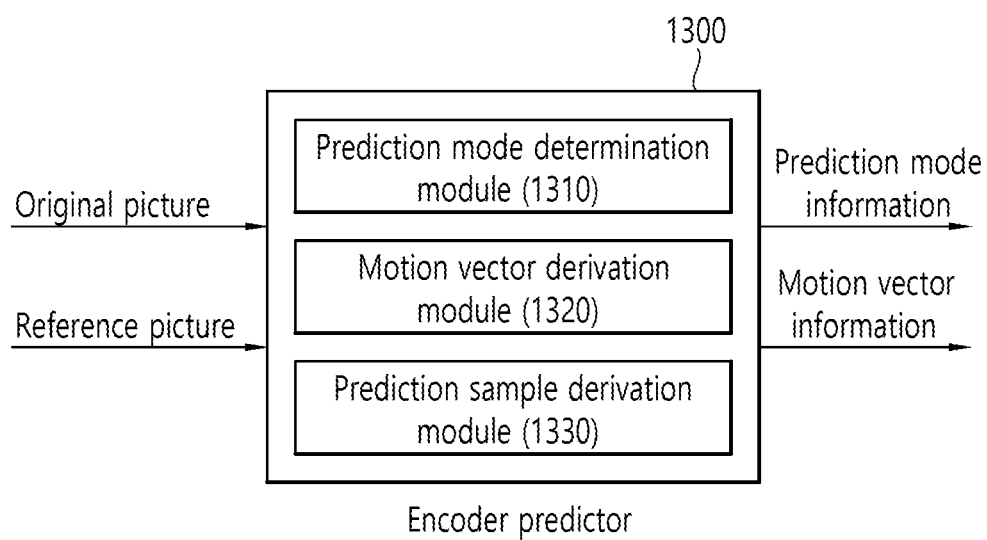 1300
Prediction mode determination
module (1310)
Original picture
Prediction mode
information
Motion vector derivation
module (1320)
Reference picture
Motion vector
information
Prediction sample derivation
module (1330)
Encoder predictor